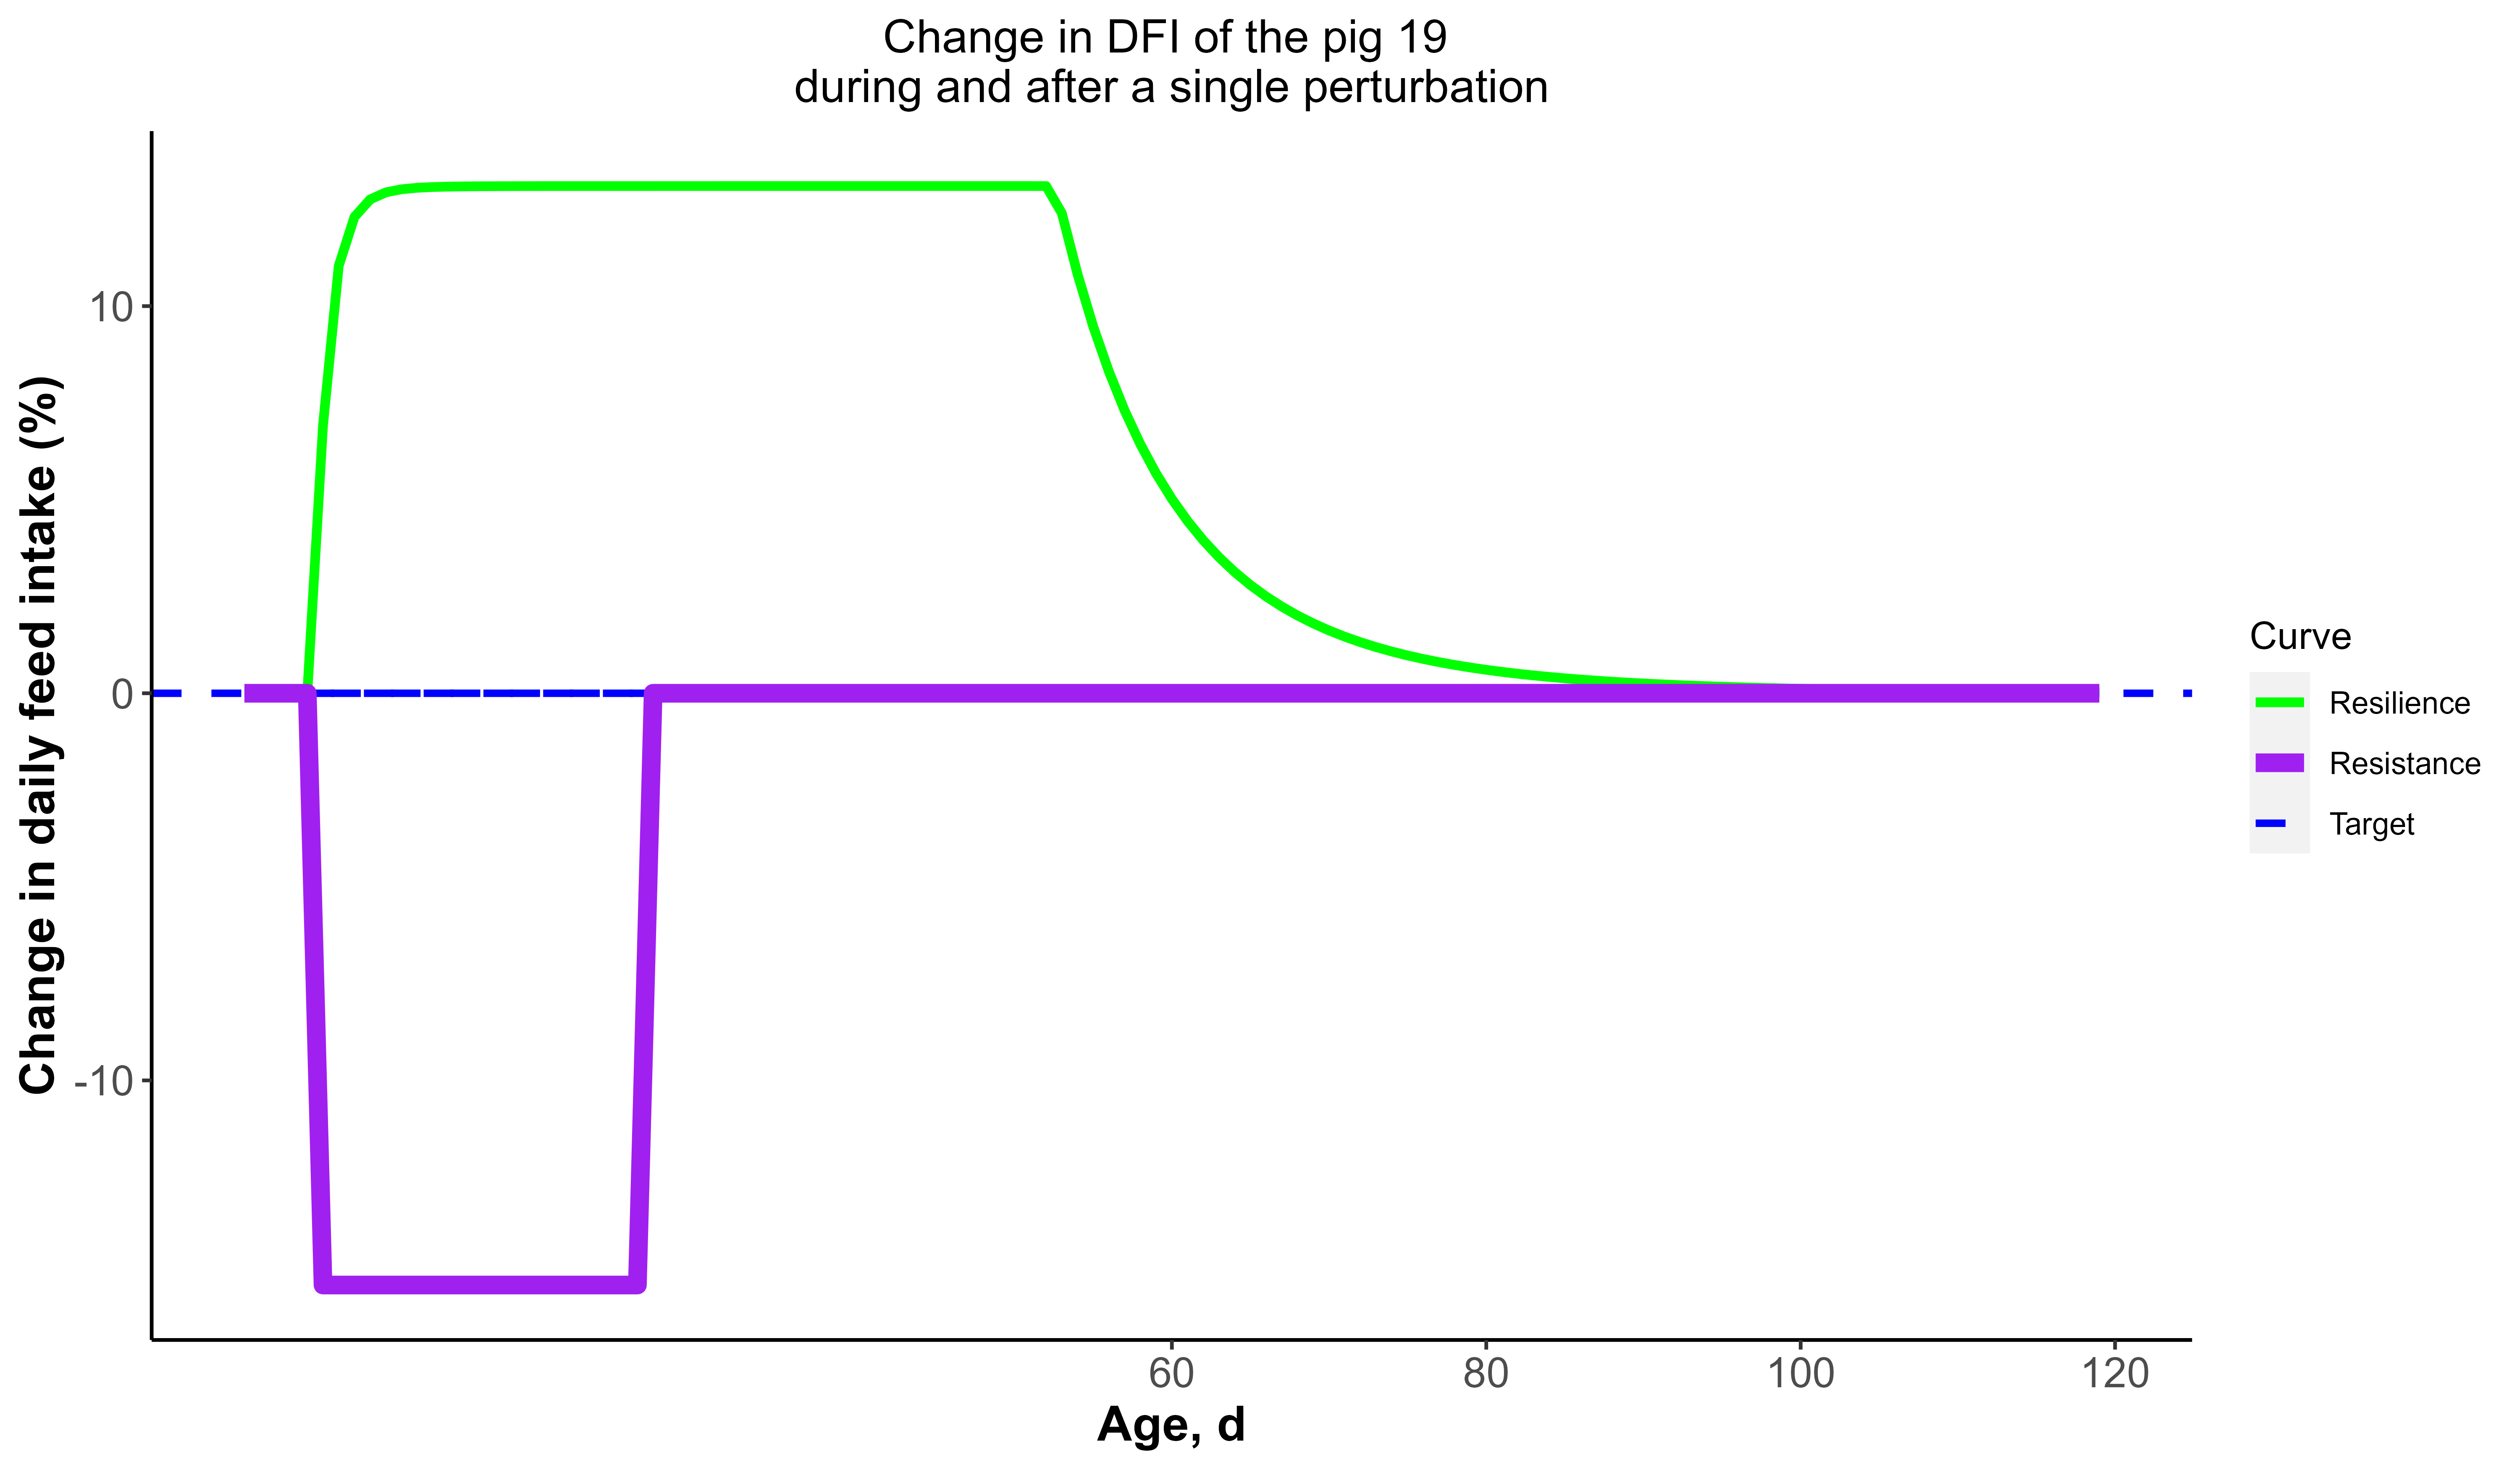 Change in DFI of the pig 19
during and after a single perturbation
Change in daily feed intake (%)
10
0
-10
60
80
100
120
Age, d
Curve
Resilience
Resistance
Target